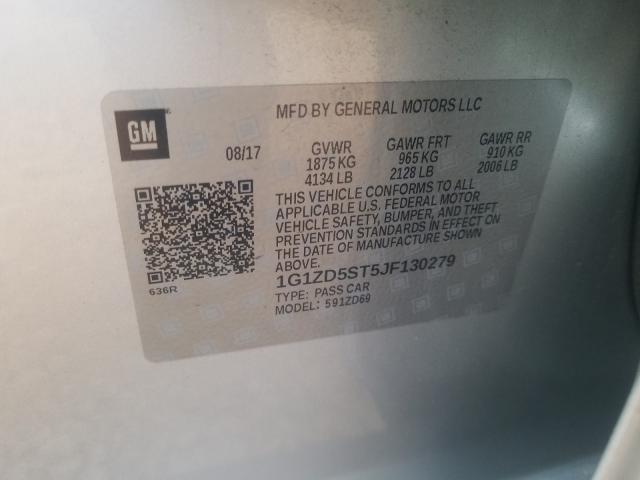 MFD BY GENERAL MOTORS LLC
GM
08/17 GVWR GAWR FRT GAWR RR
1875 KG 965 KG 910 KG
4134 LB 2128 LB 2006 LB
THIS VEHICLE CONFORMS TO ALL
APPLICABLE U.S. FEDERAL MOTOR
VEHICLE SAFETY, BUMPER, AND THEFT
PREVENTION STANDARDS IN EFFECT ON
THE DATE OF MANUFACTURE SHOWN
ABOVE.
1G1ZD5ST5JF130279
TYPE: PASS CAR
MODEL: 591ZD69
636R